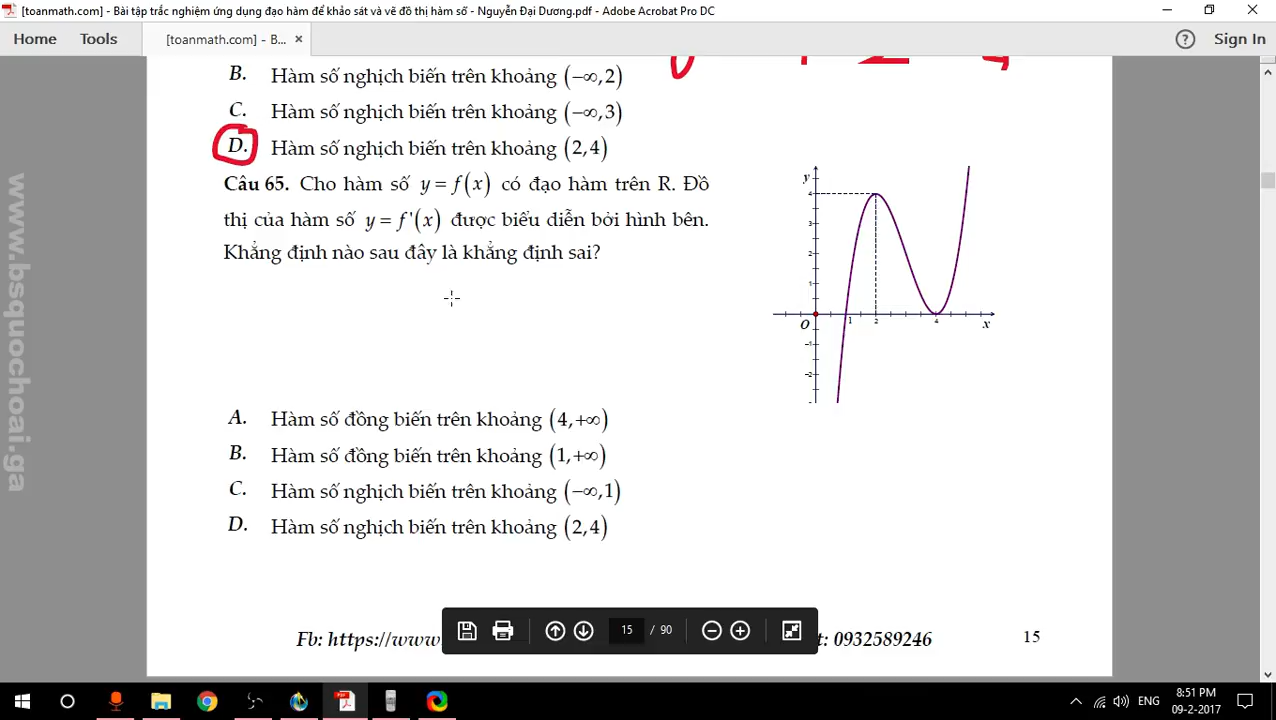 [toanmath.com] - Bài tập trắc nghiệm ứng dụng đạo hàm để khảo sát và vẽ đồ thị hàm số - Nguyễn Đại Dương.pdf - Adobe Acrobat Pro DC
Home Tools [toanmath.com] - B... × Sign In
B. Hàm số nghịch biến trên khoảng (−∞,2)
C. Hàm số nghịch biến trên khoảng (−∞,3)
D. Hàm số nghịch biến trên khoảng (2,4)
Câu 65. Cho hàm số y = f(x) có đạo hàm trên R. Đồ
thị của hàm số y = f'(x) được biểu diễn bởi hình bên.
Khẳng định nào sau đây là khẳng định sai?
y
4
3
2
1
O 1 2 4 x
−1
−2
A. Hàm số đồng biến trên khoảng (4,+∞)
B. Hàm số đồng biến trên khoảng (1,+∞)
C. Hàm số nghịch biến trên khoảng (−∞,1)
D. Hàm số nghịch biến trên khoảng (2,4)
15 / 90
Fb: https://www t: 0932589246 15
www.bsquochoai.ga
ENG
8:51 PM
09-2-2017